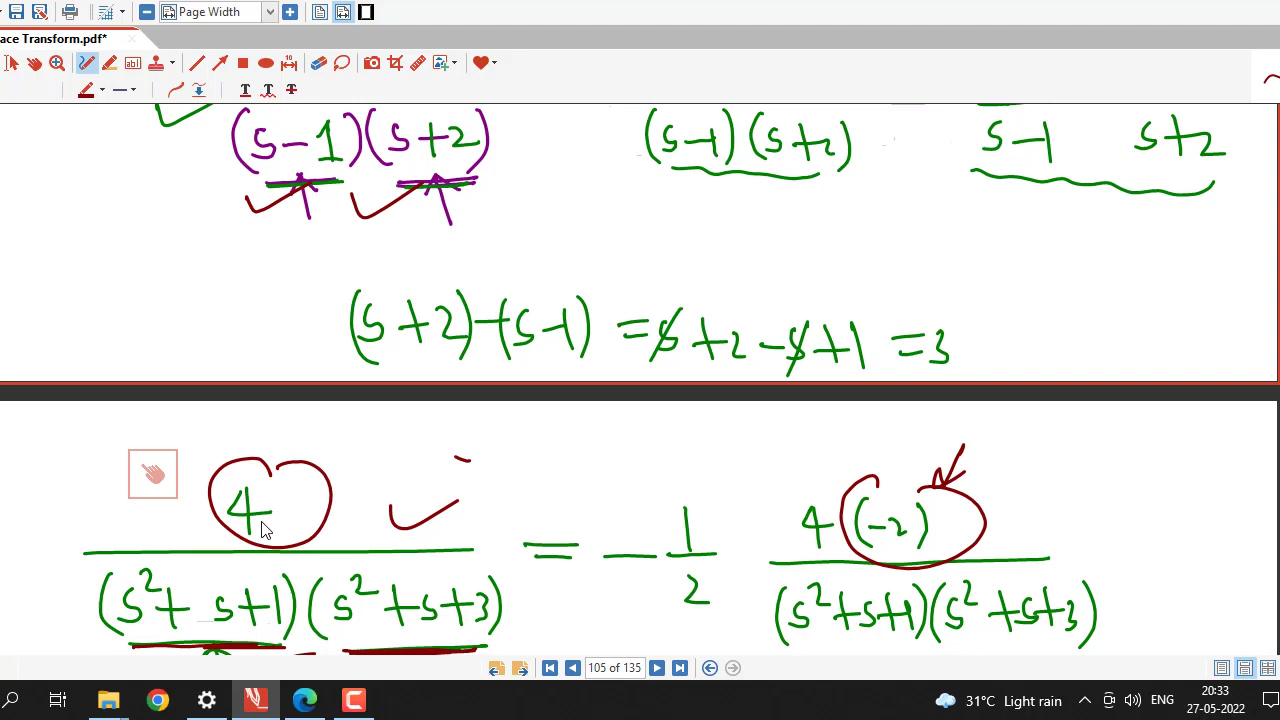 Page Width
ace Transform.pdf*
(s-1)(s+2) (s-1)(s+2) s-1 s+2
(s+2)-(s-1) = s+2-s+1 = 3
4 = -1/2 4(-2)
(s²+s+1)(s²+s+3) (s²+s+1)(s²+s+3)
105 of 135
31°C Light rain ENG 20:33
27-05-2022